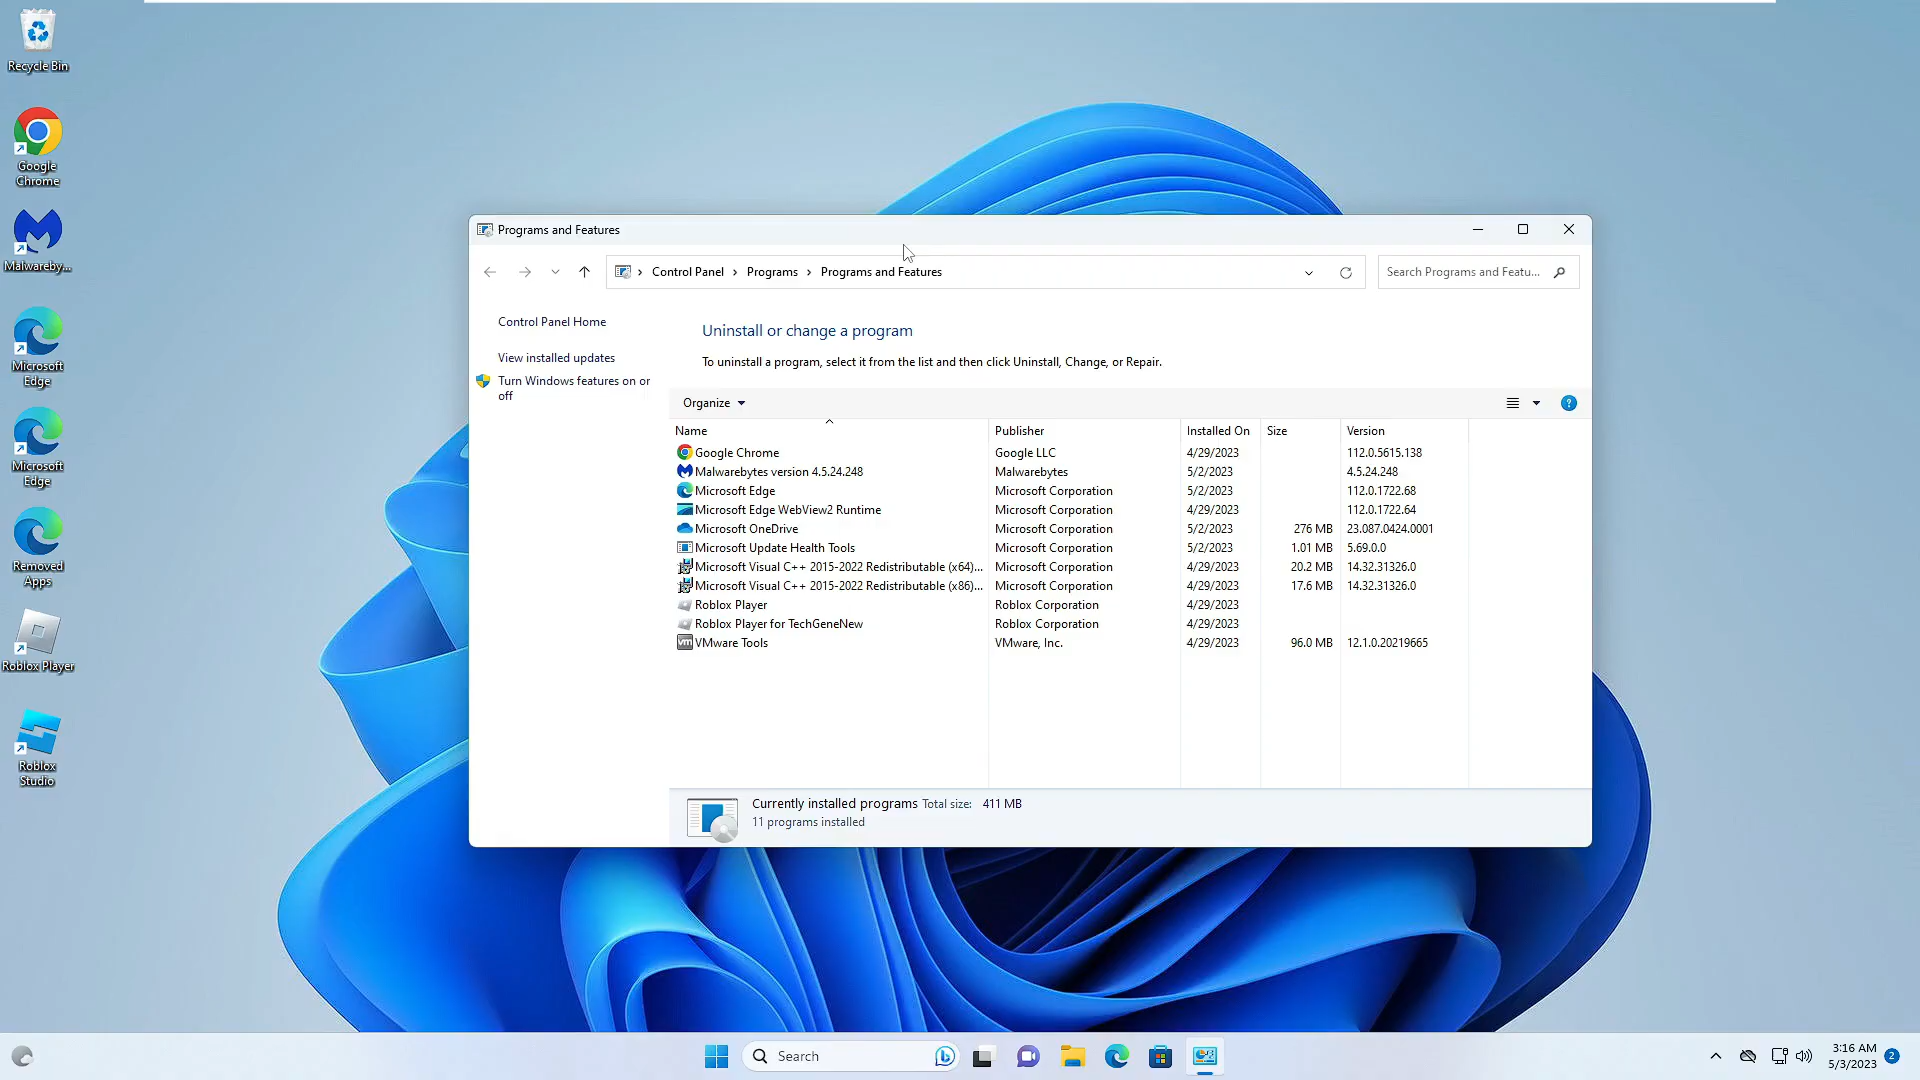 Recycle Bin
Google
Chrome
Malwareby...
Microsoft
Edge
Microsoft
Edge
Removed
Apps
Roblox Player
Roblox
Studio
Programs and Features
Control Panel > Programs > Programs and Features
Search Programs and Featu...
Control Panel Home
View installed updates
Turn Windows features on or
off
Uninstall or change a program
To uninstall a program, select it from the list and then click Uninstall, Change, or Repair.
Organize
?
Name Publisher Installed On Size Version
Google Chrome Google LLC 4/29/2023 112.0.5615.138
Malwarebytes version 4.5.24.248 Malwarebytes 5/2/2023 4.5.24.248
Microsoft Edge Microsoft Corporation 5/2/2023 112.0.1722.68
Microsoft Edge WebView2 Runtime Microsoft Corporation 4/29/2023 112.0.1722.64
Microsoft OneDrive Microsoft Corporation 5/2/2023 276 MB 23.087.0424.0001
Microsoft Update Health Tools Microsoft Corporation 5/2/2023 1.01 MB 5.69.0.0
Microsoft Visual C++ 2015-2022 Redistributable (x64)... Microsoft Corporation 4/29/2023 20.2 MB 14.32.31326.0
Microsoft Visual C++ 2015-2022 Redistributable (x86)... Microsoft Corporation 4/29/2023 17.6 MB 14.32.31326.0
Roblox Player Roblox Corporation 4/29/2023
Roblox Player for TechGeneNew Roblox Corporation 4/29/2023
vm VMware Tools VMware, Inc. 4/29/2023 96.0 MB 12.1.0.20219665
Currently installed programs Total size: 411 MB
11 programs installed
Search
3:16 AM
5/3/2023
2